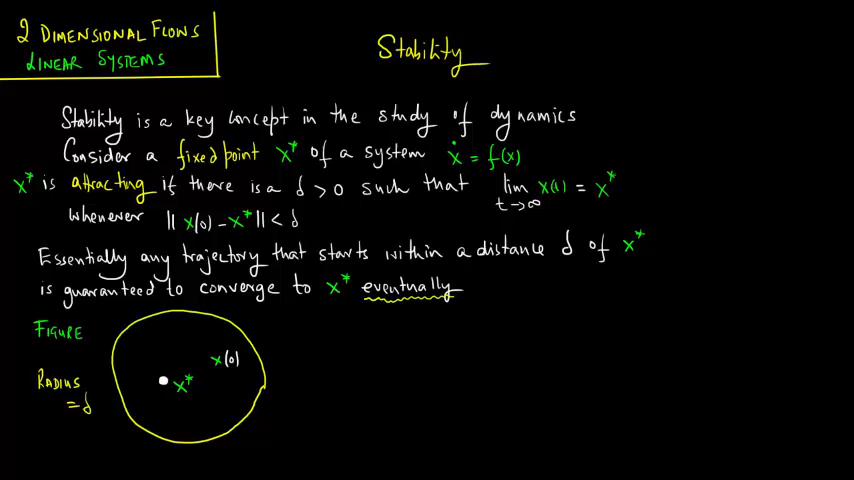 2 DIMENSIONAL FLOWS
LINEAR SYSTEMS
Stability
Stability is a key concept in the study of dynamics
Consider a fixed point x* of a system ẋ = f(x)
x* is attracting if there is a δ > 0 such that lim t→∞ x(t) = x*
whenever || x(0) - x* || < δ
Essentially any trajectory that starts within a distance δ of x*
is guaranteed to converge to x* eventually
FIGURE
x(0)
RADIUS
= δ
x*